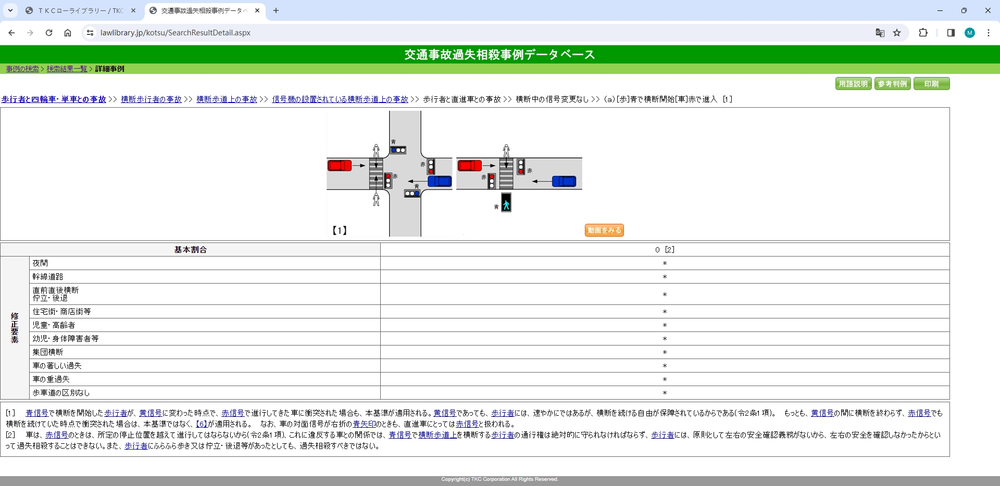 ＴＫＣローライブラリー / TKC
交通事故過失相殺事例データベ
lawlibrary.jp/kotsu/SearchResultDetail.aspx
M
交通事故過失相殺事例データベース
事例の検索 > 検索結果一覧 > 詳細事例
用語説明 参考判例 印刷
歩行者と四輪車・単車との事故 >> 横断歩行者の事故 >> 横断歩道上の事故 >> 信号機の設置されている横断歩道上の事故 >> 歩行者と直進車との事故 >> 横断中の信号変更なし >> （a）[歩]青で横断開始[車]赤で進入 [1]
青
赤
赤
青
赤
赤
青
【1】
動画をみる
基本割合 0 [2]
修正要素
夜間 *
幹線道路 *
直前直後横断
佇立・後退 *
住宅街・商店街等 *
児童・高齢者 *
幼児・身体障害者等 *
集団横断 *
車の著しい過失 *
車の重過失 *
歩車道の区別なし *
[1] 青信号で横断を開始した歩行者が、黄信号に変わった時点で、赤信号で進行してきた車に衝突された場合も、本基準が適用される。黄信号であっても、歩行者には、速やかにではあるが、横断を続ける自由が保障されているからである(令2条1項)。 もっとも、黄信号の間に横断を終わらず、赤信号でも
横断を続けていた時点で衝突された場合は、本基準ではなく、【6】が適用される。 なお、車の対面信号が右折の青矢印のときも、直進車にとっては赤信号と扱われる。
[2] 車は、赤信号のときは、所定の停止位置を越えて進行してはならないから(令2条1項)、これに違反する車との関係では、青信号で横断歩道上を横断する歩行者の通行権は絶対的に守られなければならず、歩行者には、原則として左右の安全確認義務がないから、左右の安全を確認しなかったからとい
って過失相殺することはできない。また、歩行者にふらふら歩き又は佇立・後退等があったとしても、過失相殺すべきではない。
Copyright(c) TKC Corporation All Rights Reserved.